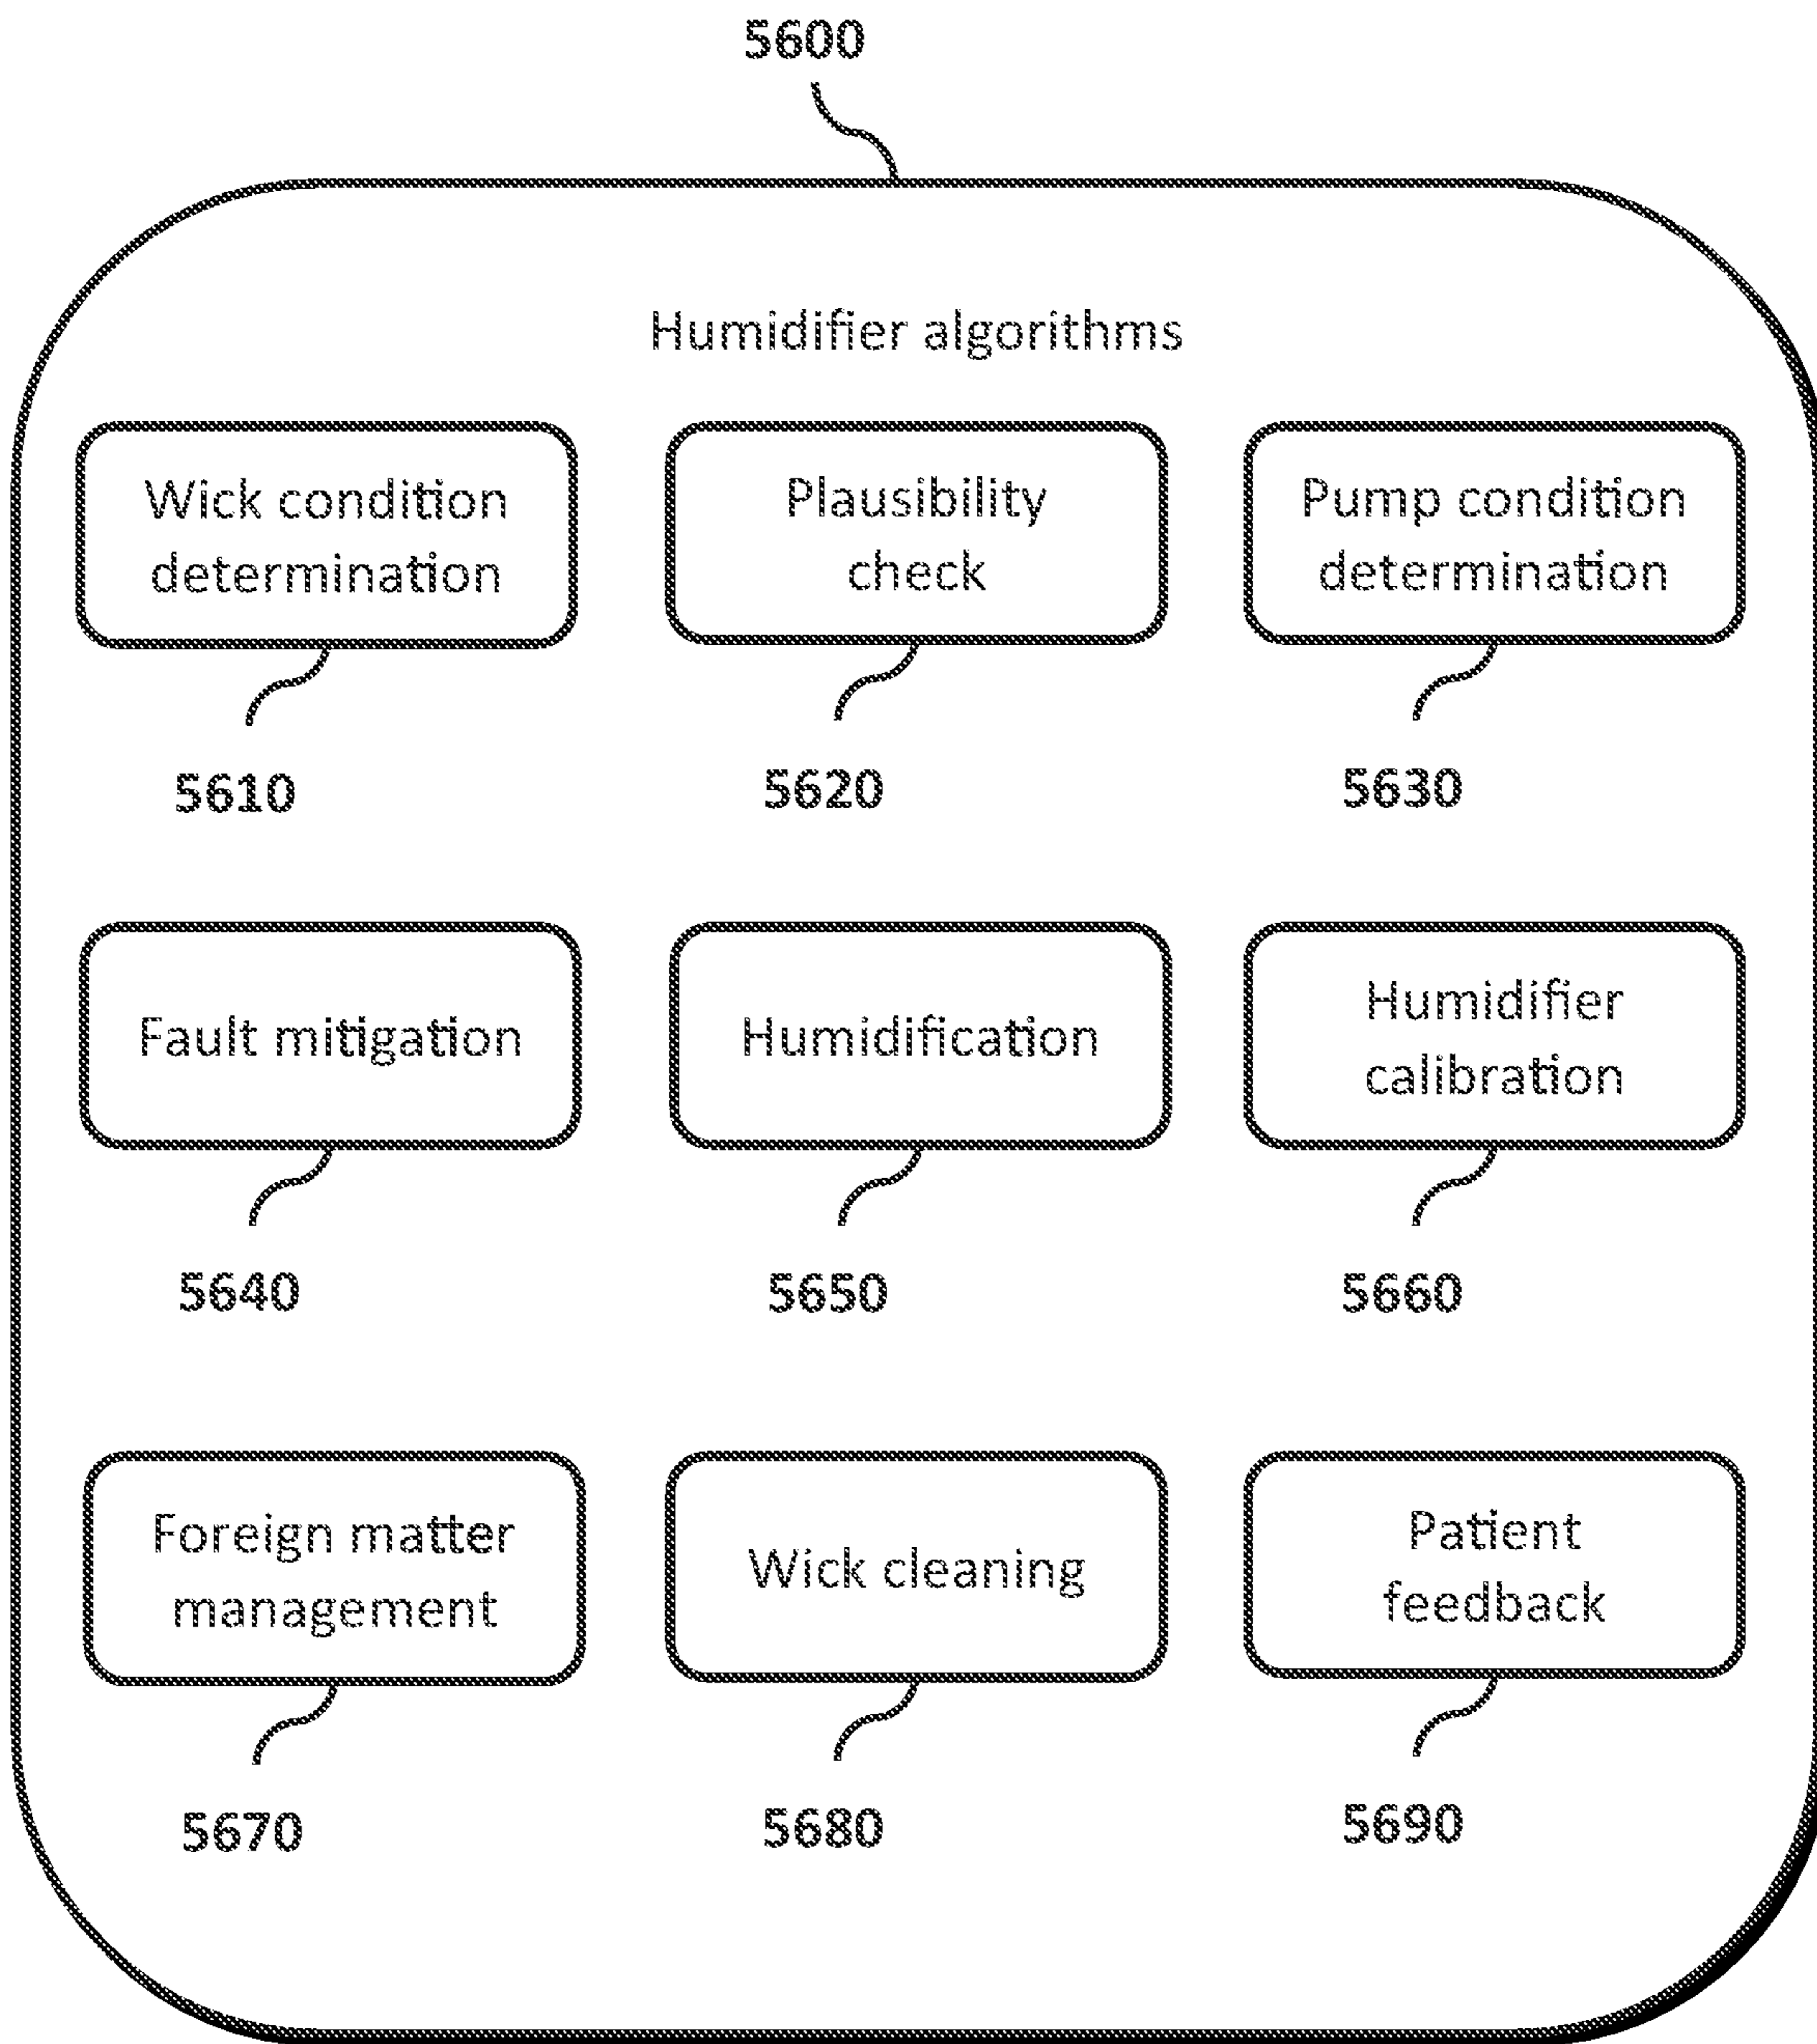 5600
Humidifier algorithms
Wick condition
determination
5610
Plausibility
check
5620
Pump condition
determination
5630
Fault mitigation
5640
Humidification
5650
Humidifier
calibration
5660
Foreign matter
management
5670
Wick cleaning
5680
Patient
feedback
5690